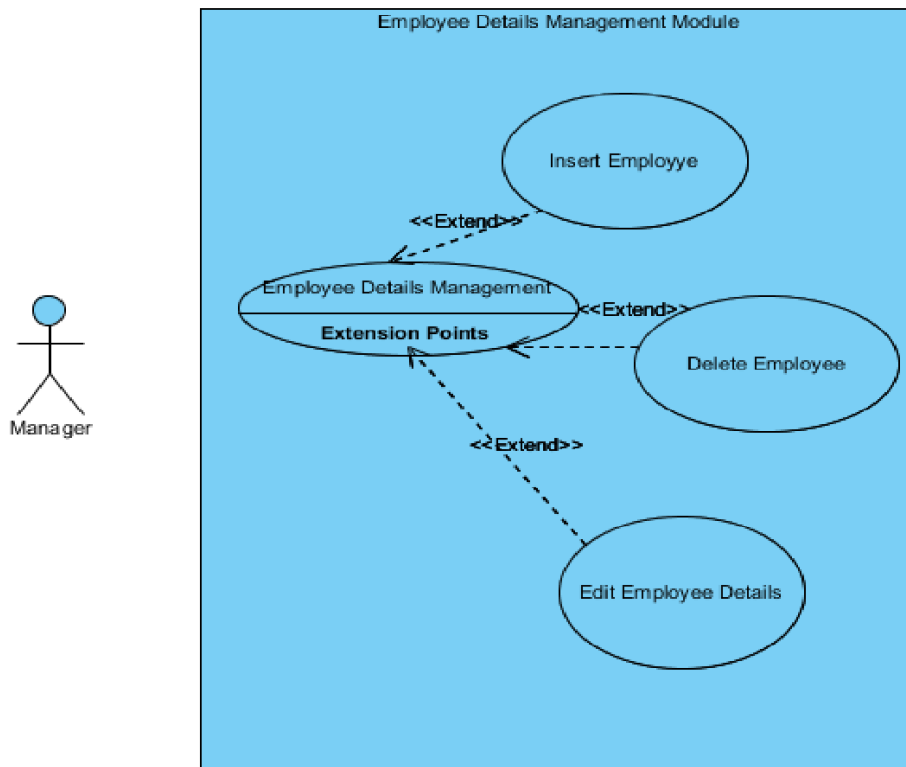 Employee Details Management Module
Insert Employye
<<Extend>>
Employee Details Management
<<Extend>>
Extension Points
Delete Employee
Manager
<<Extend>>
Edit Employee Details